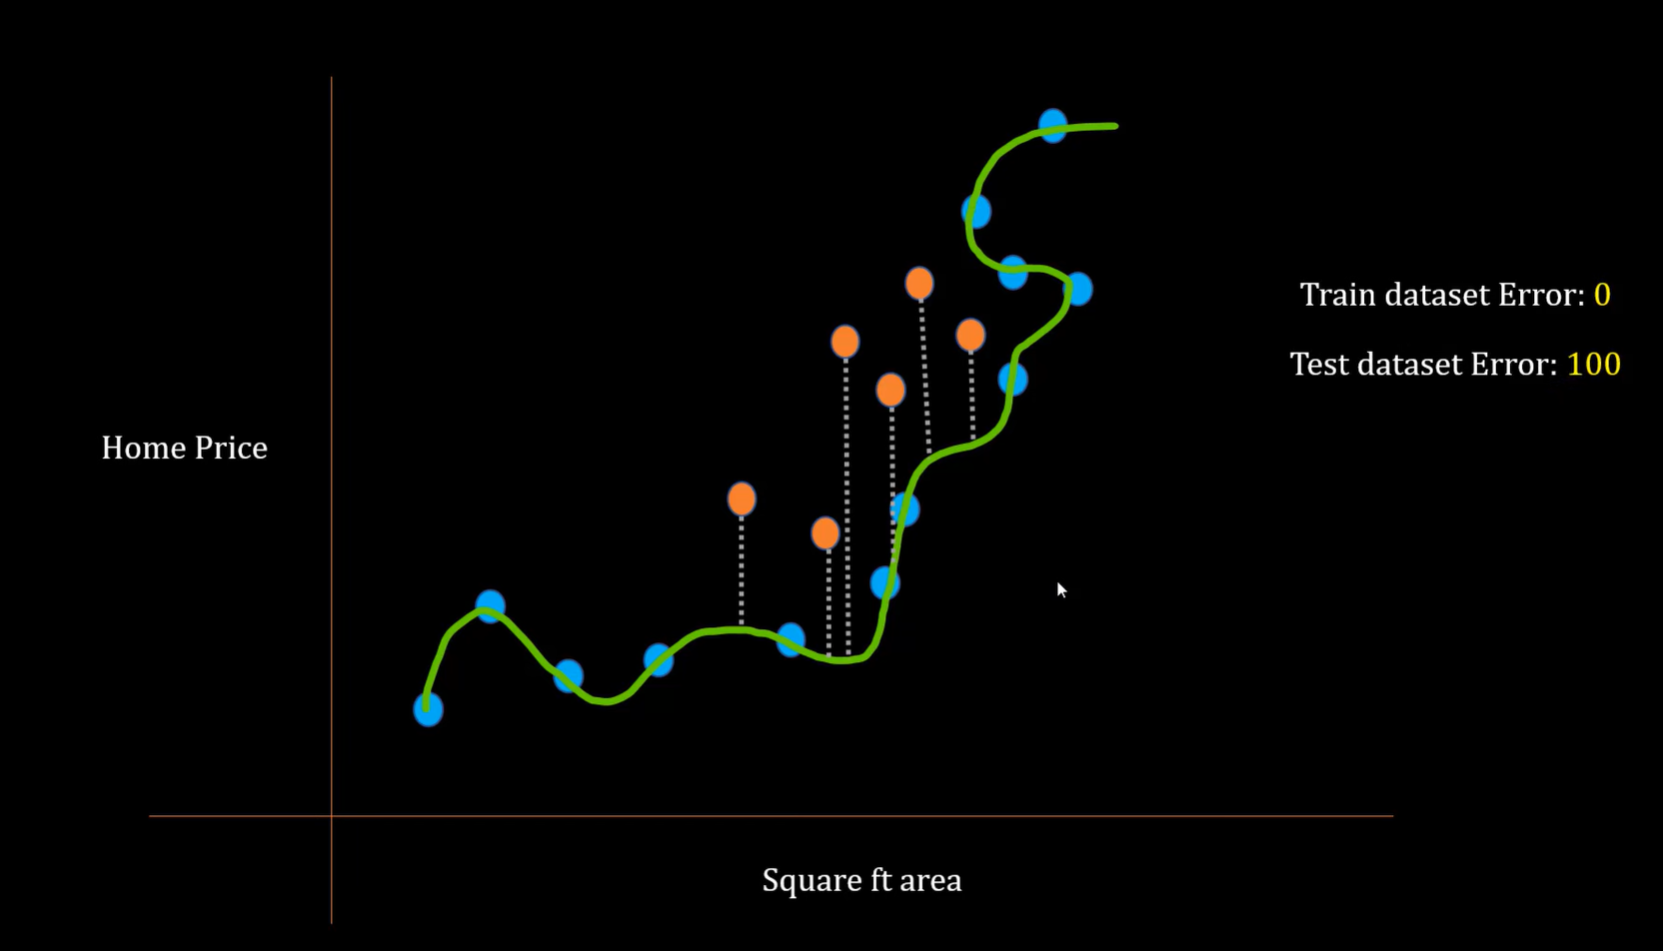 Train dataset Error: 0
Test dataset Error: 100
Home Price
Square ft area